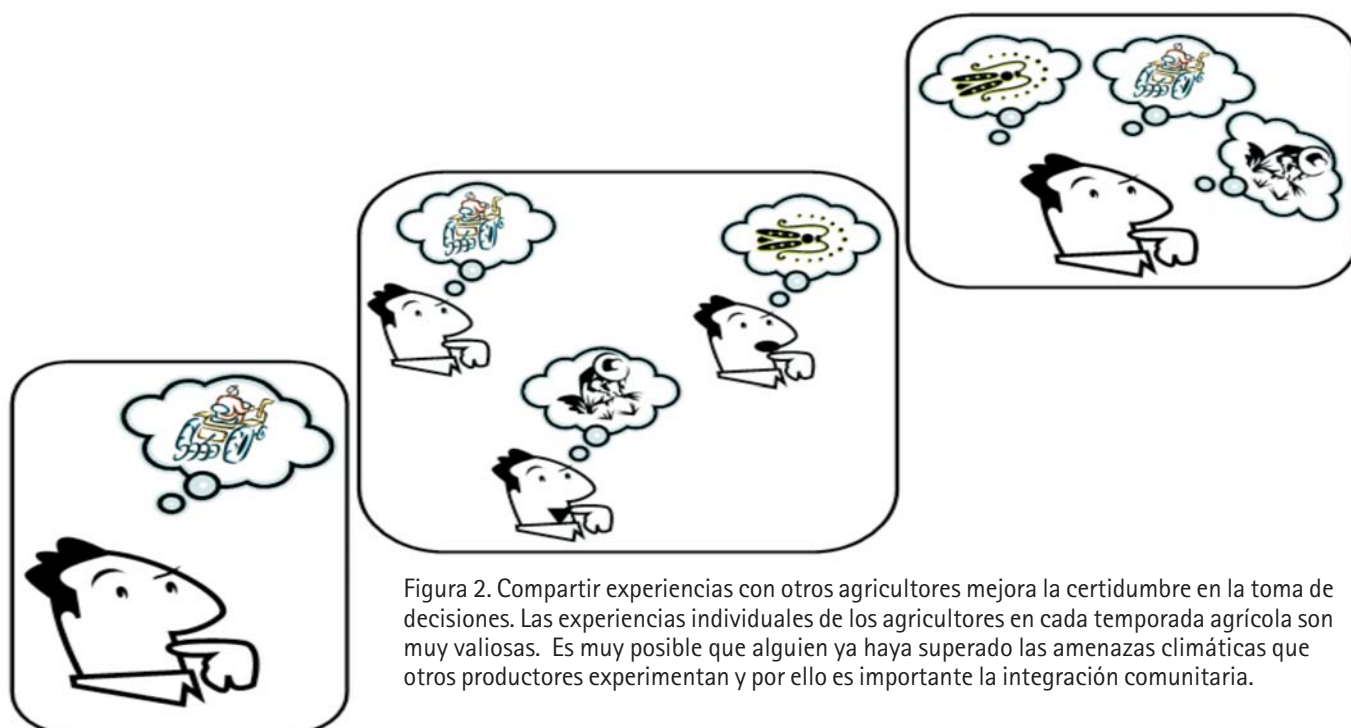 Figura 2. Compartir experiencias con otros agricultores mejora la certidumbre en la toma de
decisiones. Las experiencias individuales de los agricultores en cada temporada agrícola son
muy valiosas.  Es muy posible que alguien ya haya superado las amenazas climáticas que
otros productores experimentan y por ello es importante la integración comunitaria.